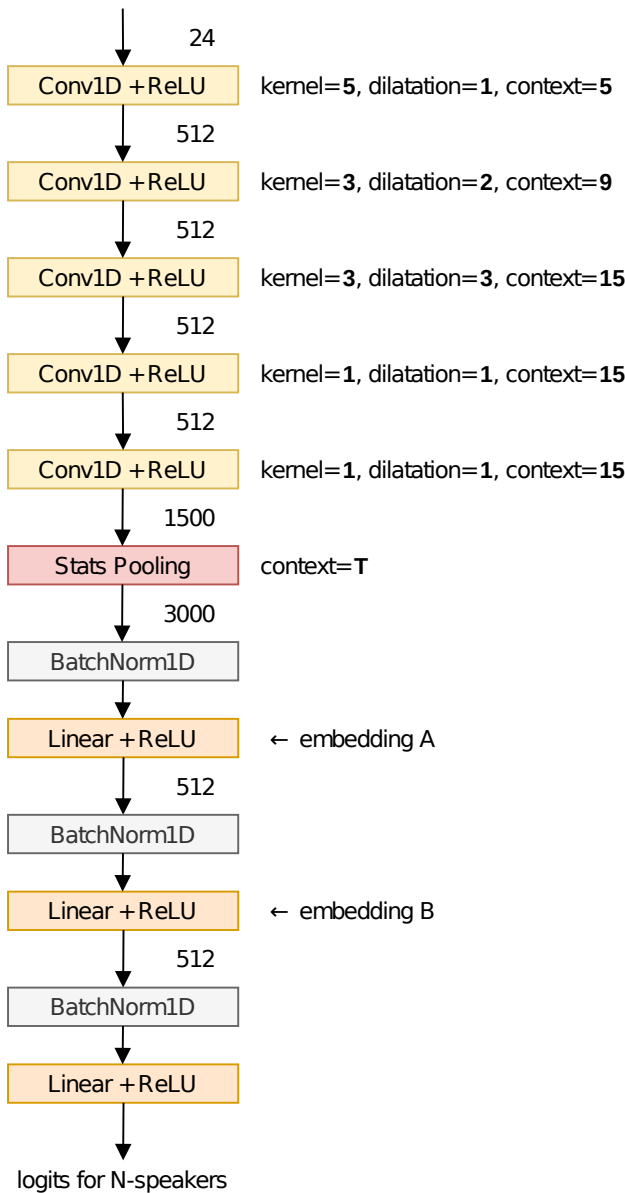 24
Conv1D + ReLU kernel=5, dilatation=1, context=5
512
Conv1D + ReLU kernel=3, dilatation=2, context=9
512
Conv1D + ReLU kernel=3, dilatation=3, context=15
512
Conv1D + ReLU kernel=1, dilatation=1, context=15
512
Conv1D + ReLU kernel=1, dilatation=1, context=15
1500
Stats Pooling context=T
3000
BatchNorm1D
Linear + ReLU ← embedding A
512
BatchNorm1D
Linear + ReLU ← embedding B
512
BatchNorm1D
Linear + ReLU
logits for N-speakers